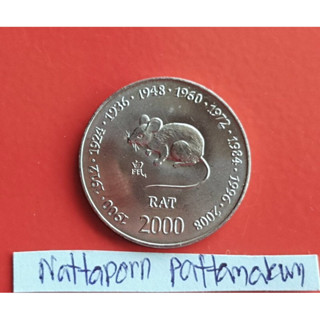 1900 · 1912 · 1924 · 1936 · 1948 · 1960 · 1972 · 1984 · 1996 · 2008
鼠
RAT
2000
Nattaporn Pattamakum